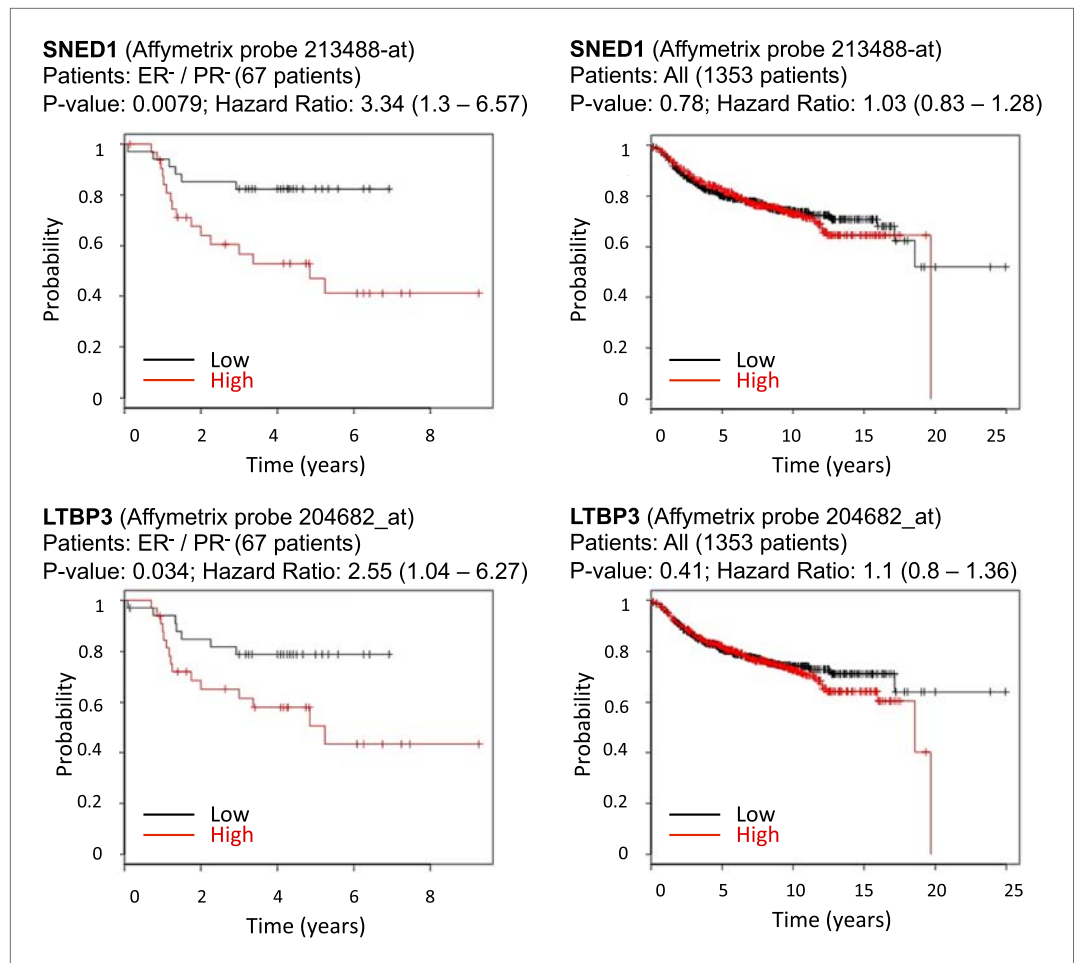 SNED1 (Affymetrix probe 213488-at)
Patients: ER⁻ / PR⁻ (67 patients)
P-value: 0.0079; Hazard Ratio: 3.34 (1.3 – 6.57)
1
0.8
0.6
0.4
0.2
0
Probability
Low
High
0 2 4 6 8
Time (years)
SNED1 (Affymetrix probe 213488-at)
Patients: All (1353 patients)
P-value: 0.78; Hazard Ratio: 1.03 (0.83 – 1.28)
1
0.8
0.6
0.4
0.2
0
Probability
Low
High
0 5 10 15 20 25
Time (years)
LTBP3 (Affymetrix probe 204682_at)
Patients: ER⁻ / PR⁻ (67 patients)
P-value: 0.034; Hazard Ratio: 2.55 (1.04 – 6.27)
1
0.8
0.6
0.4
0.2
0
Probability
Low
High
0 2 4 6 8
Time (years)
LTBP3 (Affymetrix probe 204682_at)
Patients: All (1353 patients)
P-value: 0.41; Hazard Ratio: 1.1 (0.8 – 1.36)
1
0.8
0.6
0.4
0.2
0
Probability
Low
High
0 5 10 15 20 25
Time (years)